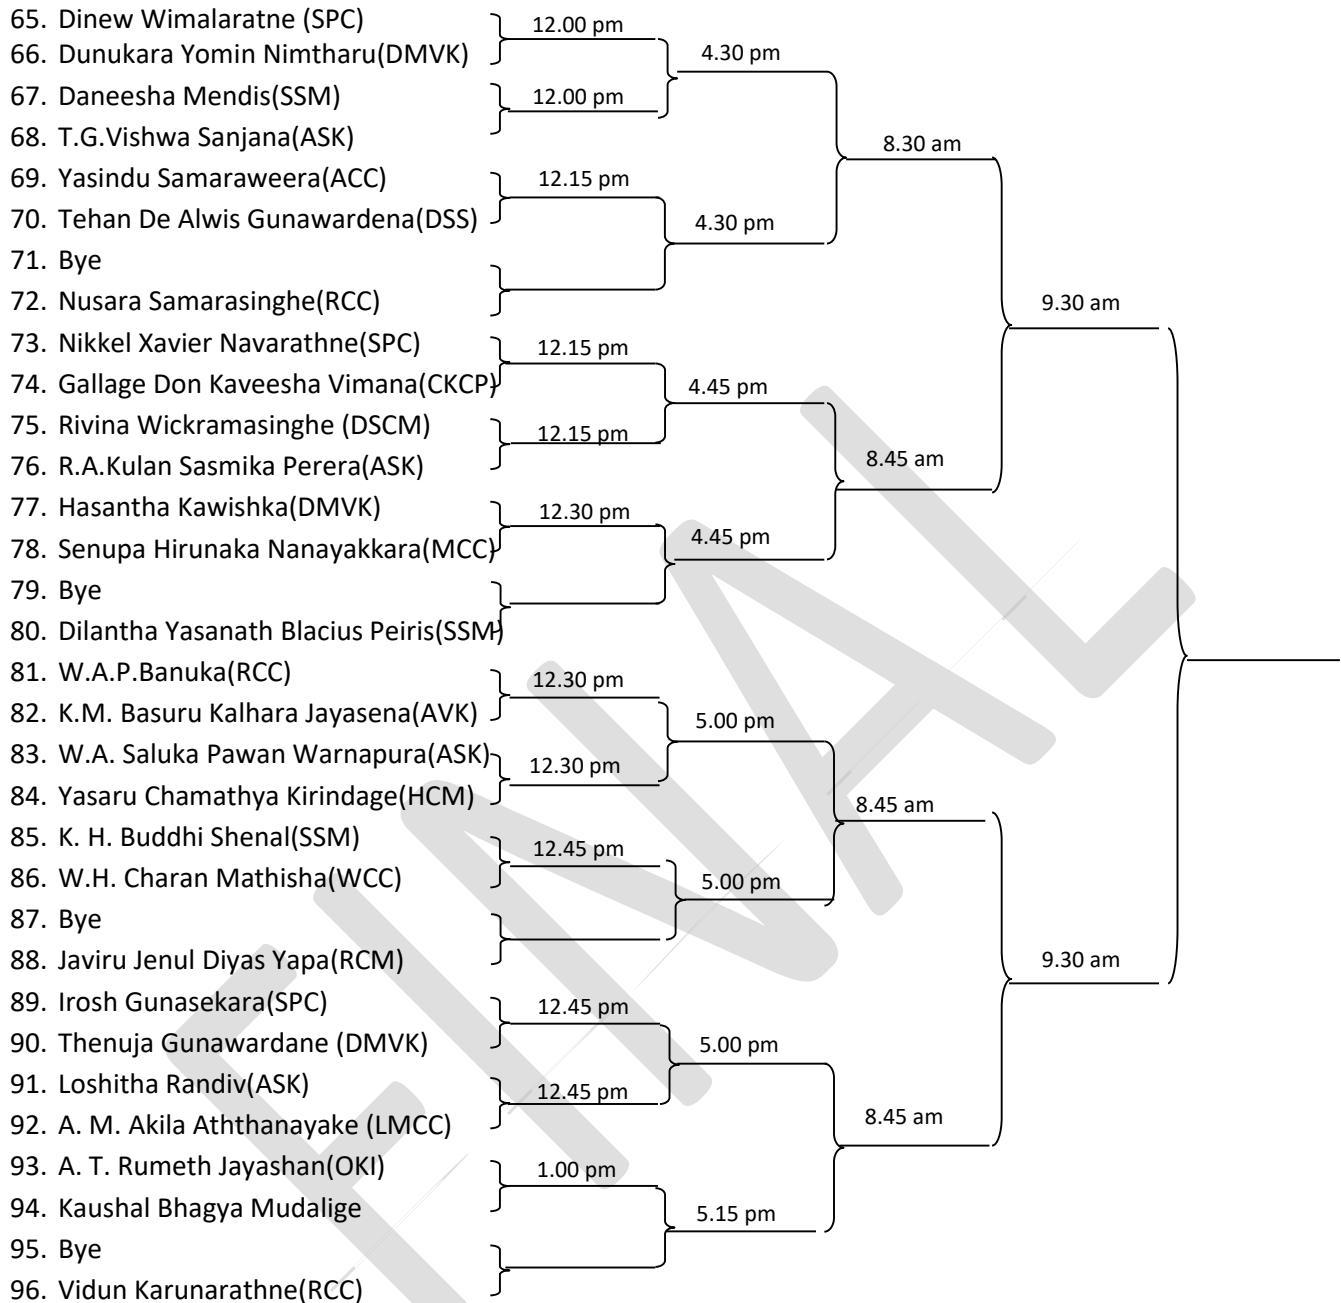 65. Dinew Wimalaratne (SPC)
66. Dunukara Yomin Nimtharu(DMVK)
67. Daneesha Mendis(SSM)
68. T.G.Vishwa Sanjana(ASK)
69. Yasindu Samaraweera(ACC)
70. Tehan De Alwis Gunawardena(DSS)
71. Bye
72. Nusara Samarasinghe(RCC)
73. Nikkel Xavier Navarathne(SPC)
74. Gallage Don Kaveesha Vimana(CKCP)
75. Rivina Wickramasinghe (DSCM)
76. R.A.Kulan Sasmika Perera(ASK)
77. Hasantha Kawishka(DMVK)
78. Senupa Hirunaka Nanayakkara(MCC)
79. Bye
80. Dilantha Yasanath Blacius Peiris(SSM)
81. W.A.P.Banuka(RCC)
82. K.M. Basuru Kalhara Jayasena(AVK)
83. W.A. Saluka Pawan Warnapura(ASK)
84. Yasaru Chamathya Kirindage(HCM)
85. K. H. Buddhi Shenal(SSM)
86. W.H. Charan Mathisha(WCC)
87. Bye
88. Javiru Jenul Diyas Yapa(RCM)
89. Irosh Gunasekara(SPC)
90. Thenuja Gunawardane (DMVK)
91. Loshitha Randiv(ASK)
92. A. M. Akila Aththanayake (LMCC)
93. A. T. Rumeth Jayashan(OKI)
94. Kaushal Bhagya Mudalige
95. Bye
96. Vidun Karunarathne(RCC)
12.00 pm
12.00 pm
12.15 pm
12.15 pm
12.15 pm
12.30 pm
12.30 pm
12.30 pm
12.45 pm
12.45 pm
12.45 pm
1.00 pm
4.30 pm
4.30 pm
4.45 pm
4.45 pm
5.00 pm
5.00 pm
5.00 pm
5.15 pm
8.30 am
8.45 am
8.45 am
8.45 am
9.30 am
9.30 am
FINAL